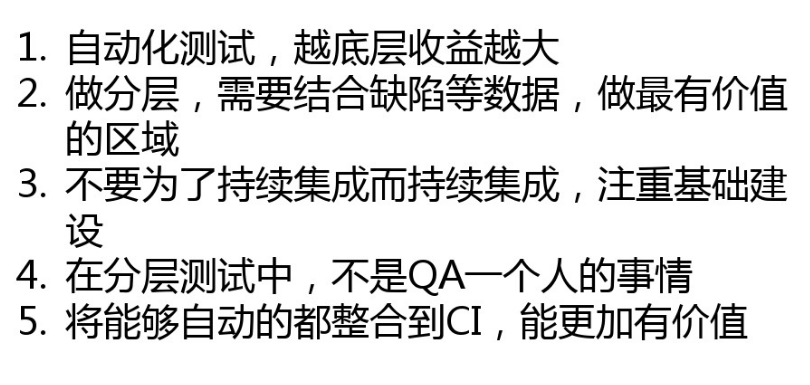 1. 自动化测试，越底层收益越大
2. 做分层，需要结合缺陷等数据，做最有价值
的区域
3. 不要为了持续集成而持续集成，注重基础建
设
4. 在分层测试中，不是QA一个人的事情
5. 将能够自动的都整合到CI，能更加有价值